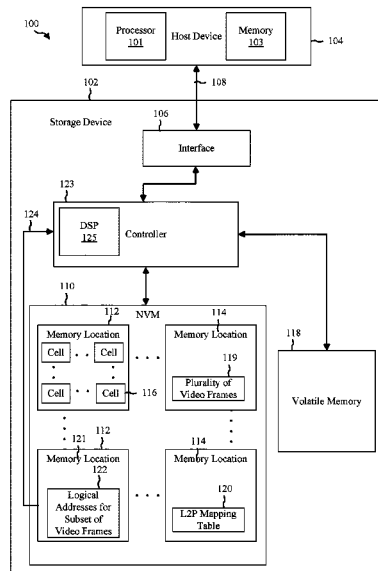 100
Processor
101
Host Device
Memory
103
104
102
108
Storage Device
106
Interface
123
124
DSP
125
Controller
110
NVM
112
114
Memory Location
Cell
Cell
Cell
Cell
116
Memory Location
119
Plurality of
Video Frames
118
Volatile Memory
121
112
Memory Location
122
Logical
Addresses for
Subset of
Video Frames
114
Memory Location
120
L2P Mapping
Table